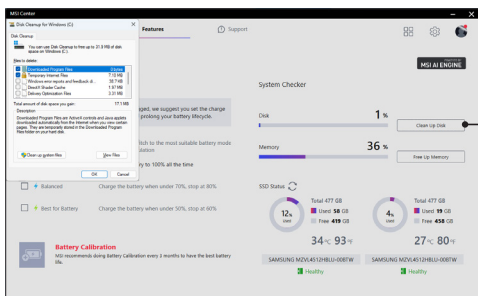 MSI Center
Disk Cleanup for Windows (C:)
Disk Cleanup
You can use Disk Cleanup to free up to 31.9 MB of disk
space on Windows (C:).
Files to delete:
Downloaded Program Files 0 bytes
Temporary Internet Files 7.10 MB
Windows error reports and feedback di...
DirectX Shader Cache 1.97 MB
Delivery Optimization Files 3.31 MB
Total amount of disk space you gain: 17.1 MB
Description
Downloaded Program Files are ActiveX controls and Java applets
downloaded automatically from the Internet when you view certain
pages. They are temporarily stored in the Downloaded Program
Files folder on your hard disk.
Clean up system files
View Files
OK
Cancel
Features
Support
MSI AI ENGINE
ged, we suggest you set the charge
prolonging your battery lifecycle.
itch to the most suitable battery mode
y to 100% all the time
Balanced
Charge the battery when under 70%, stop at 80%
Best for Battery
Charge the battery when under 50%, stop at 60%
Battery Calibration
MSI recommends doing Battery Calibration every 3 months to have the best battery
life.
System Checker
Disk
1 %
Clean Up Disk
Memory
36 %
Free Up Memory
SSD Status
12%
Used
Total 477 GB
Used 58 GB
Free 419 GB
34°C 93°F
SAMSUNG MZVL4512HBLU-00BTW
Healthy
4%
Used
Total 477 GB
Used 19 GB
Free 458 GB
27°C 80°F
SAMSUNG MZVL4512HBLU-00BTW
Healthy